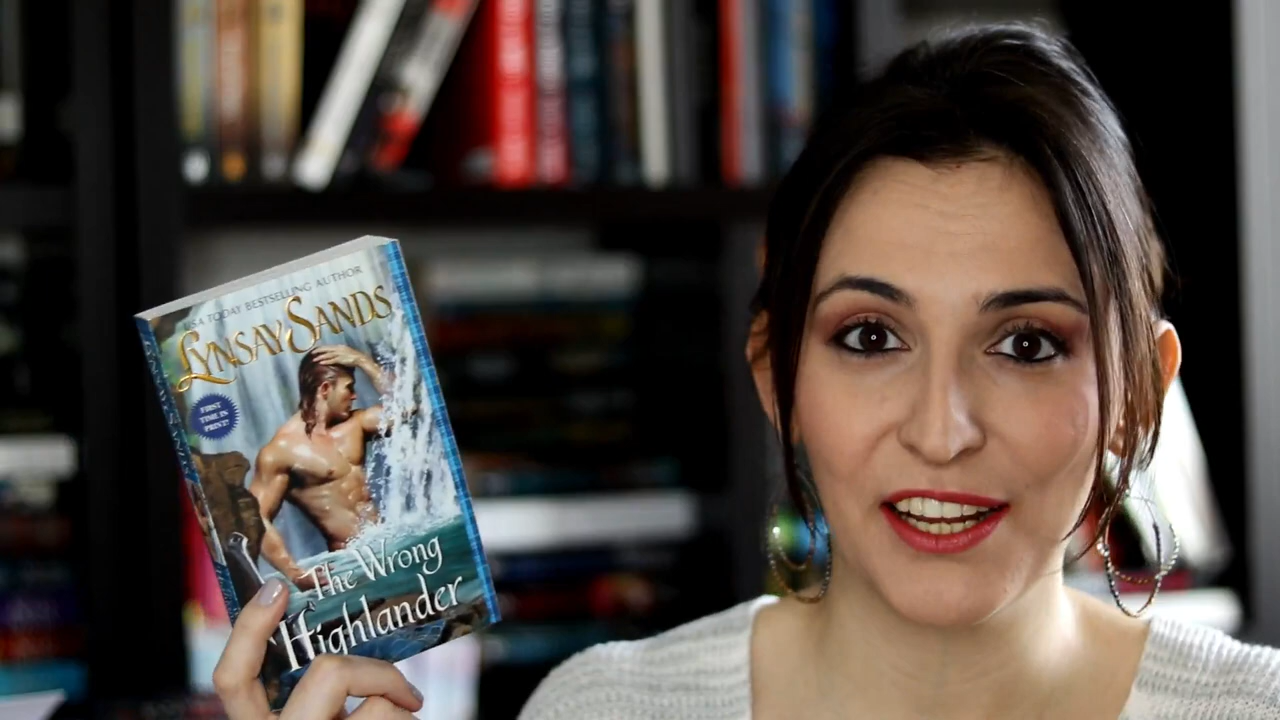 USA TODAY BESTSELLING AUTHOR
LYNSAY SANDS
FIRST
TIME IN
PRINT!
The Wrong
Highlander